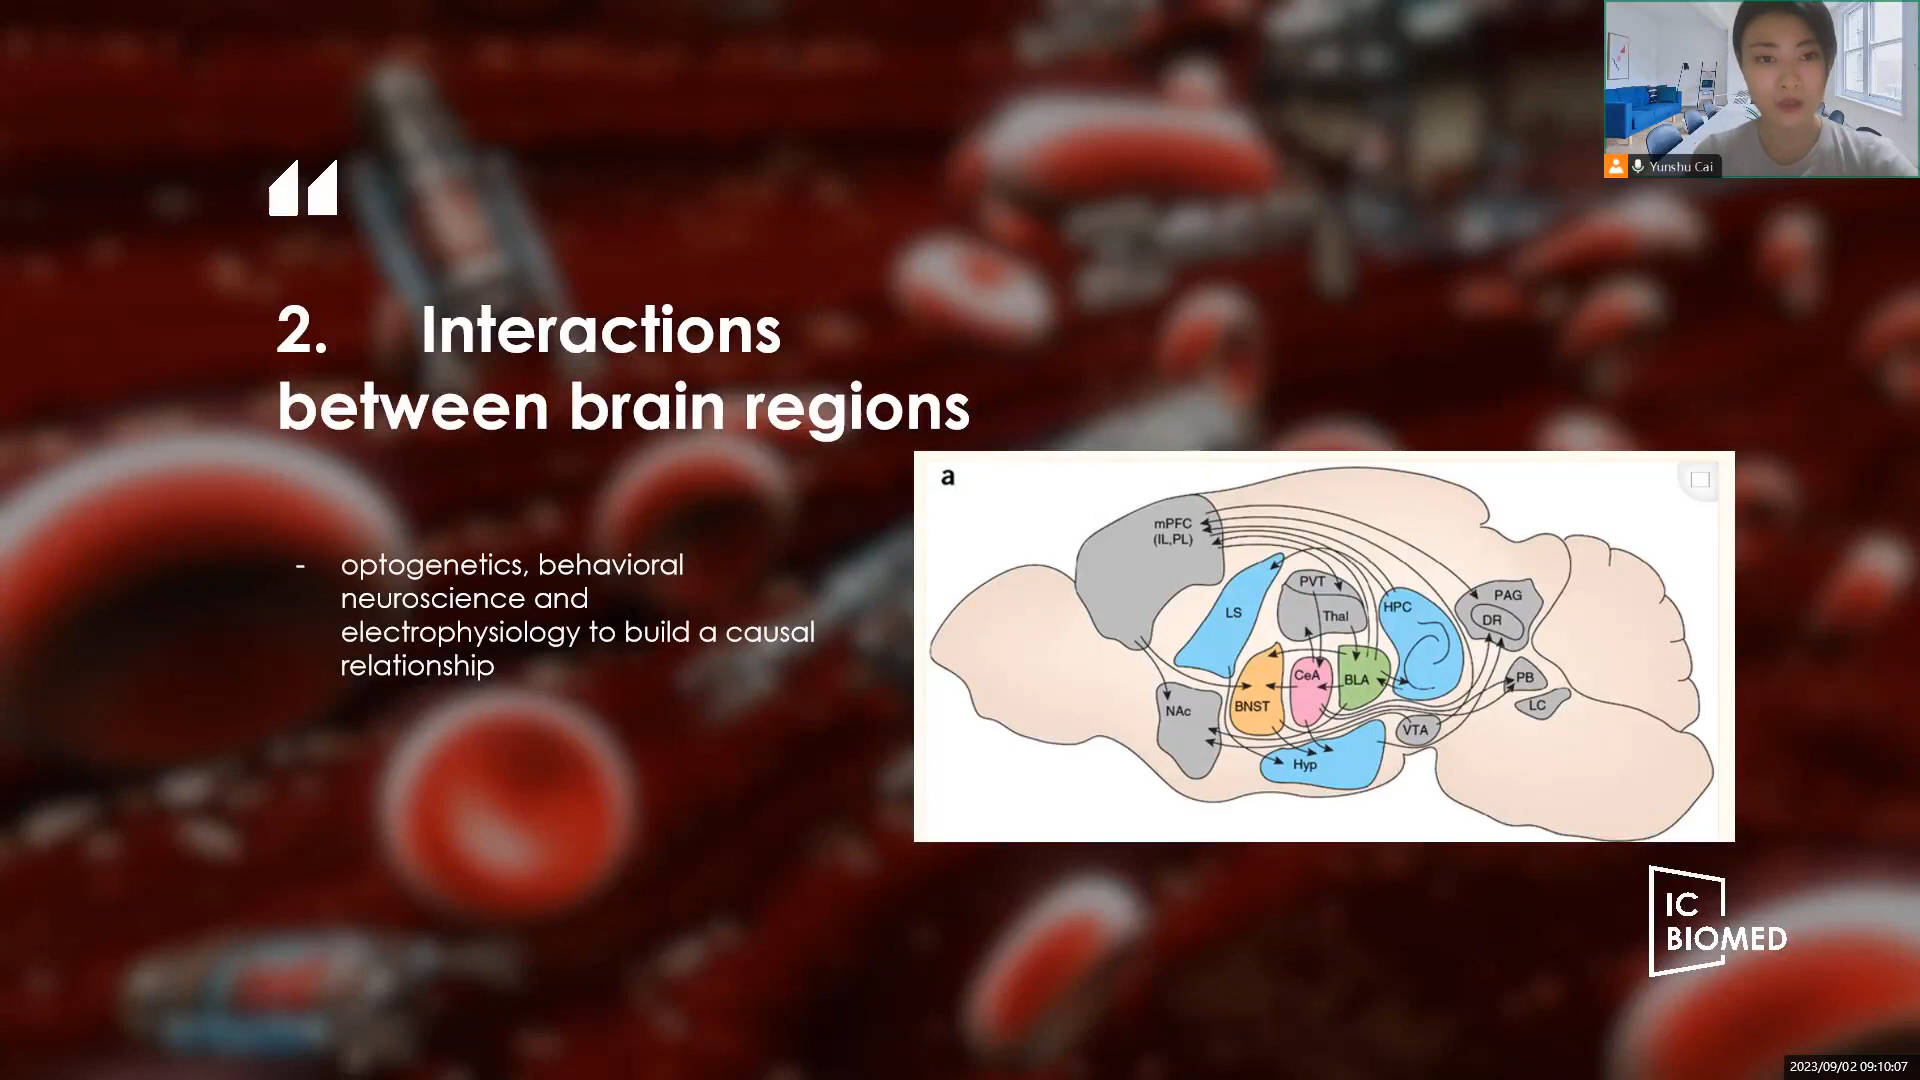 Yunshu Cai
2. Interactions
between brain regions
- optogenetics, behavioral
neuroscience and
electrophysiology to build a causal
relationship
a
mPFC
(IL,PL)
PVT
LS
Thal
HPC
PAG
DR
CeA
BLA
PB
BNST
LC
NAc
VTA
Hyp
IC
BIOMED
2023/09/02 09:10:07